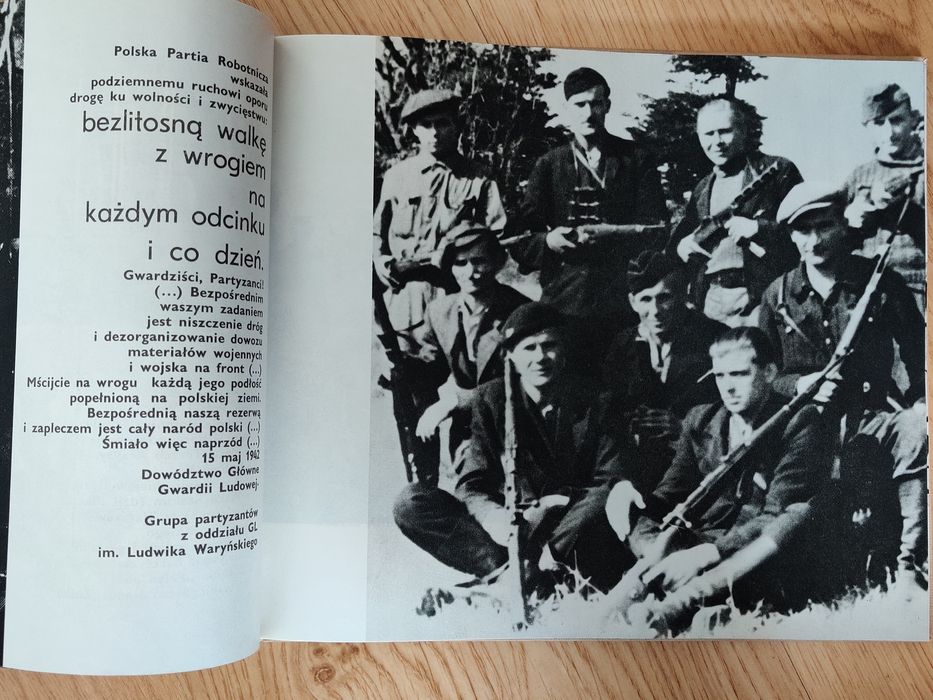 Polska Partia Robotnicza
wskazała
podziemnemu ruchowi oporu
drogę ku wolności i zwycięstwu:
bezlitosną walkę
z wrogiem
na
każdym odcinku
i co dzień.
Gwardziści, Partyzanci!
(...) Bezpośrednim
waszym zadaniem
jest niszczenie dróg
i dezorganizowanie dowozu
materiałów wojennych
i wojska na front (...)
Mścijcie na wrogu każdą jego podłość
popełnioną na polskiej ziemi.
Bezpośrednią naszą rezerwą
i zapleczem jest cały naród polski (...)
Śmiało więc naprzód (...)
15 maj 1942
Dowództwo Główne
Gwardii Ludowej.
Grupa partyzantów
z oddziału GL
im. Ludwika Waryńskiego